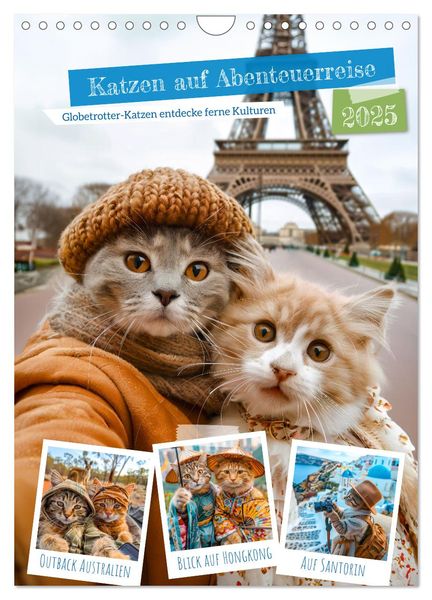 Katzen auf Abenteuerreise
Globetrotter-Katzen entdecke ferne Kulturen
2025
Outback Australien
Blick auf Hongkong
Auf Santorin